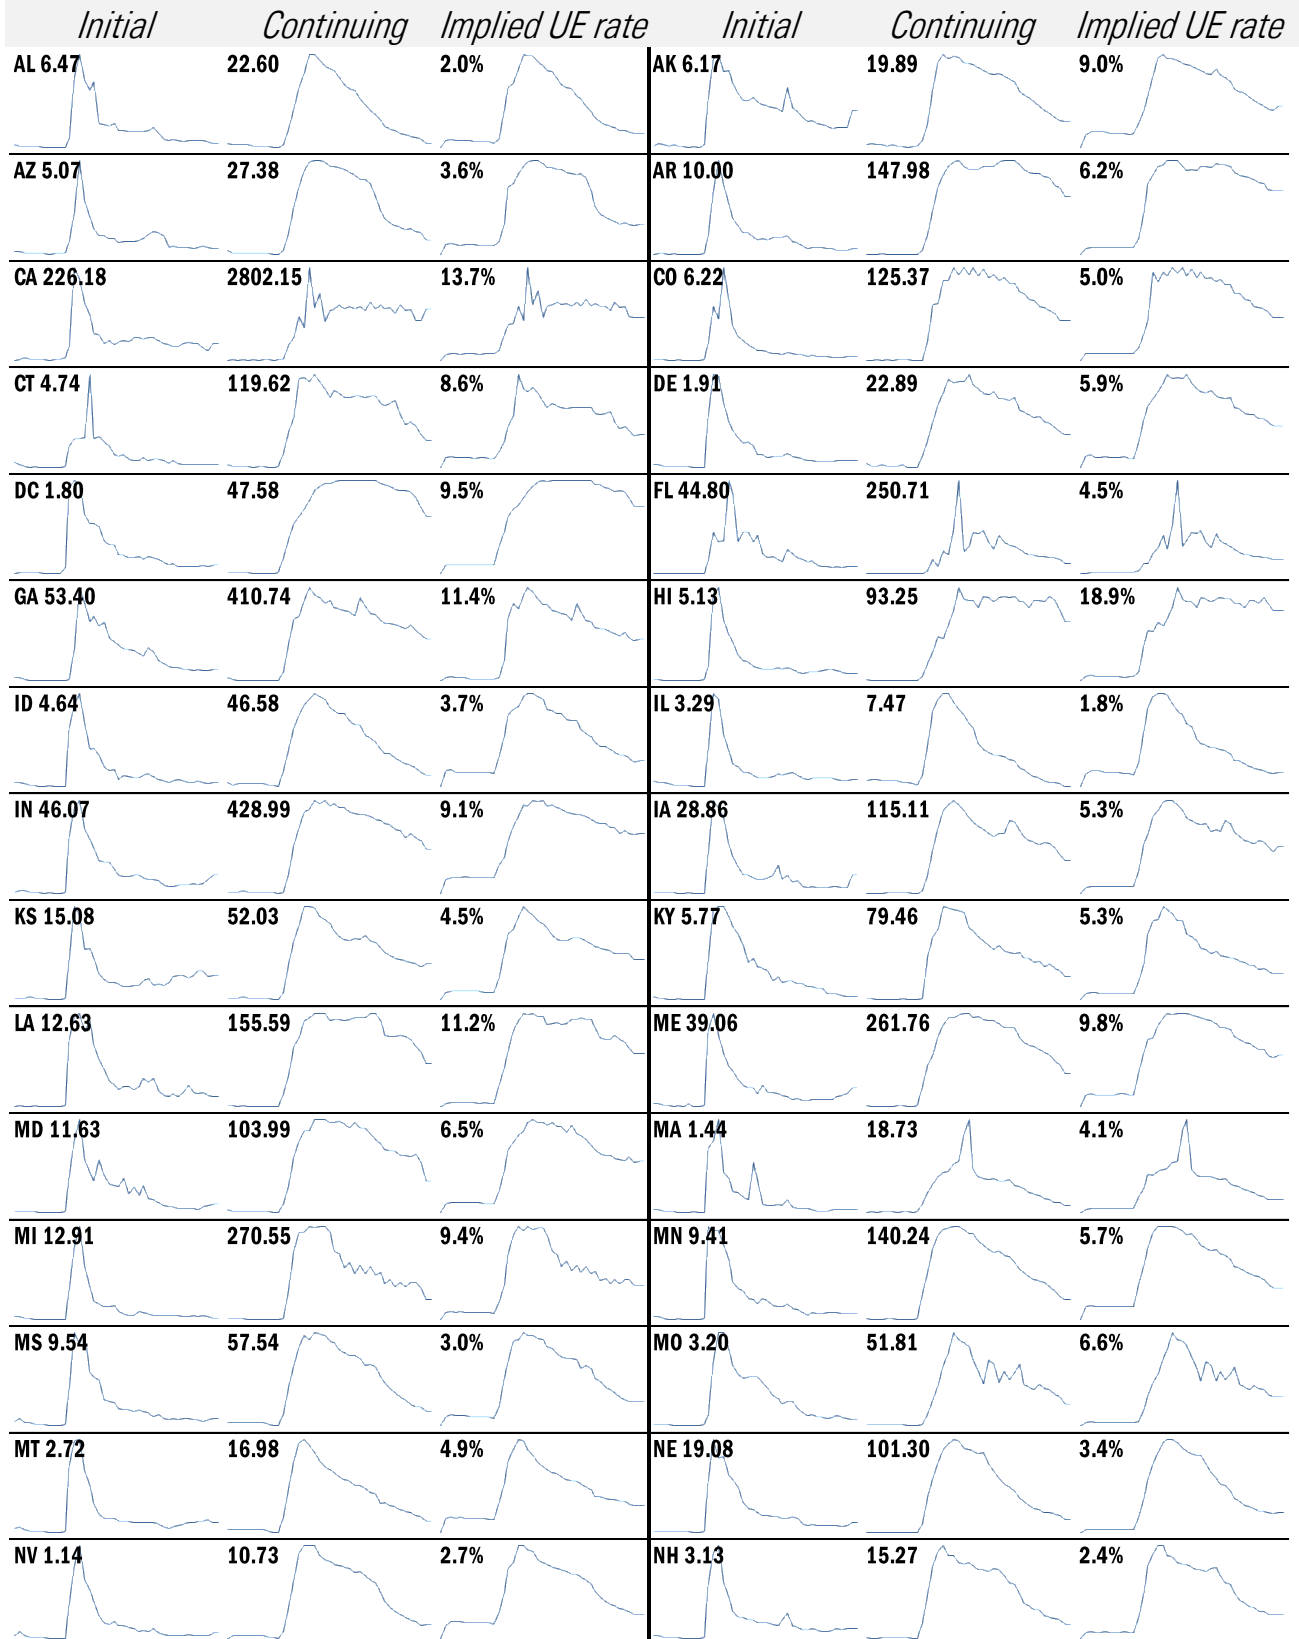 Initial Continuing Implied UE rate Initial Continuing Implied UE rate
AL 6.47 22.60 2.0% AK 6.17 19.89 9.0%
AZ 5.07 27.38 3.6% AR 10.00 147.98 6.2%
CA 226.18 2802.15 13.7% CO 6.22 125.37 5.0%
CT 4.74 119.62 8.6% DE 1.91 22.89 5.9%
DC 1.80 47.58 9.5% FL 44.80 250.71 4.5%
GA 53.40 410.74 11.4% HI 5.13 93.25 18.9%
ID 4.64 46.58 3.7% IL 3.29 7.47 1.8%
IN 46.07 428.99 9.1% IA 28.86 115.11 5.3%
KS 15.08 52.03 4.5% KY 5.77 79.46 5.3%
LA 12.63 155.59 11.2% ME 39.06 261.76 9.8%
MD 11.63 103.99 6.5% MA 1.44 18.73 4.1%
MI 12.91 270.55 9.4% MN 9.41 140.24 5.7%
MS 9.54 57.54 3.0% MO 3.20 51.81 6.6%
MT 2.72 16.98 4.9% NE 19.08 101.30 3.4%
NV 1.14 10.73 2.7% NH 3.13 15.27 2.4%